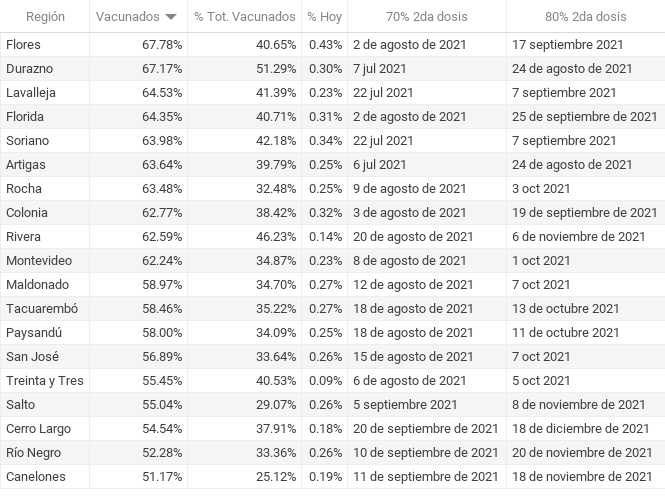 Región Vacunados % Tot. Vacunados % Hoy 70% 2da dosis 80% 2da dosis
Flores 67.78% 40.65% 0.43% 2 de agosto de 2021 17 septiembre 2021
Durazno 67.17% 51.29% 0.30% 7 jul 2021 24 de agosto de 2021
Lavalleja 64.53% 41.39% 0.23% 22 jul 2021 7 septiembre 2021
Florida 64.35% 40.71% 0.31% 2 de agosto de 2021 25 de septiembre de 2021
Soriano 63.98% 42.18% 0.34% 22 jul 2021 7 septiembre 2021
Artigas 63.64% 39.79% 0.25% 6 jul 2021 24 de agosto de 2021
Rocha 63.48% 32.48% 0.25% 9 de agosto de 2021 3 oct 2021
Colonia 62.77% 38.42% 0.32% 3 de agosto de 2021 19 de septiembre de 2021
Rivera 62.59% 46.23% 0.14% 20 de agosto de 2021 6 de noviembre de 2021
Montevideo 62.24% 34.87% 0.23% 8 de agosto de 2021 1 oct 2021
Maldonado 58.97% 34.70% 0.27% 12 de agosto de 2021 7 oct 2021
Tacuarembó 58.46% 35.22% 0.27% 18 de agosto de 2021 13 de octubre 2021
Paysandú 58.00% 34.09% 0.25% 18 de agosto de 2021 11 de octubre 2021
San José 56.89% 33.64% 0.26% 15 de agosto de 2021 7 oct 2021
Treinta y Tres 55.45% 40.53% 0.09% 6 de agosto de 2021 5 oct 2021
Salto 55.04% 29.07% 0.26% 5 septiembre 2021 8 de noviembre de 2021
Cerro Largo 54.54% 37.91% 0.18% 20 de septiembre de 2021 18 de diciembre de 2021
Río Negro 52.28% 33.36% 0.26% 10 de septiembre de 2021 20 de noviembre de 2021
Canelones 51.17% 25.12% 0.19% 11 de septiembre de 2021 18 de noviembre de 2021